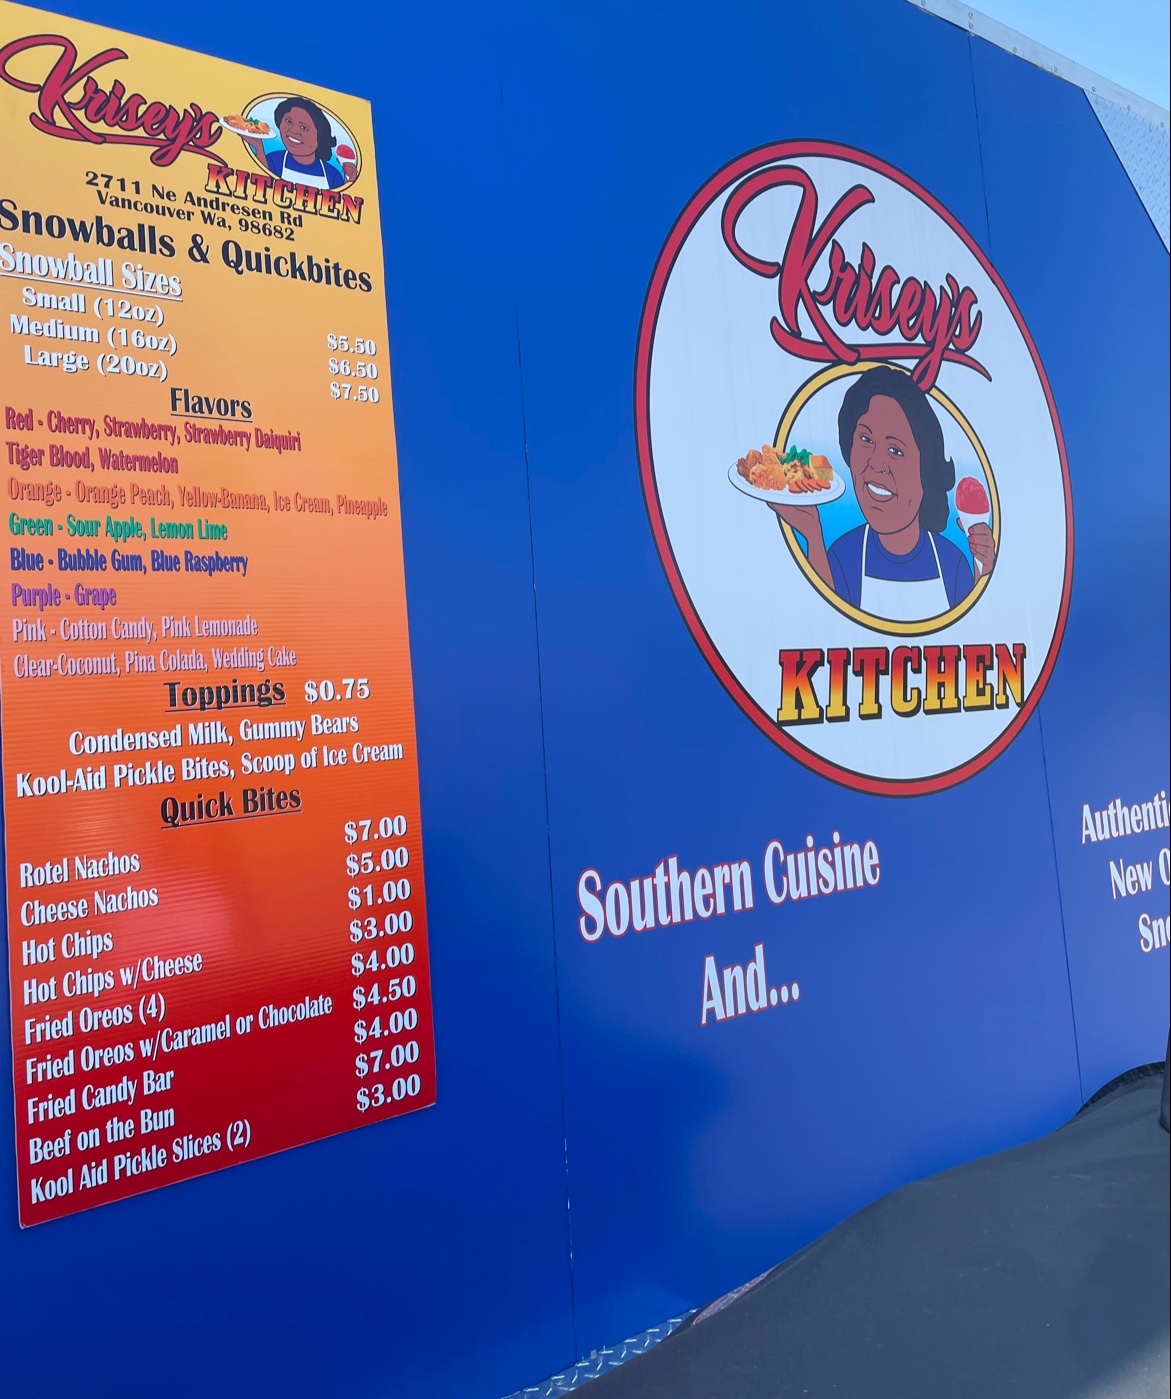 Krisey's
KITCHEN
2711 Ne Andresen Rd
Vancouver Wa, 98682
Snowballs & Quickbites
Snowball Sizes
Small (12oz) $5.50
Medium (16oz) $6.50
Large (20oz) $7.50
Flavors
Red - Cherry, Strawberry, Strawberry Daiquiri
Tiger Blood, Watermelon
Orange - Orange Peach, Yellow-Banana, Ice Cream, Pineapple
Green - Sour Apple, Lemon Lime
Blue - Bubble Gum, Blue Raspberry
Purple - Grape
Pink - Cotton Candy, Pink Lemonade
Clear-Coconut, Pina Colada, Wedding Cake
Toppings $0.75
Condensed Milk, Gummy Bears
Kool-Aid Pickle Bites, Scoop of Ice Cream
Quick Bites
Rotel Nachos $7.00
Cheese Nachos $5.00
Hot Chips $1.00
Hot Chips w/Cheese $3.00
Fried Oreos (4) $4.00
Fried Oreos w/Caramel or Chocolate $4.50
Fried Candy Bar $4.00
Beef on the Bun $7.00
Kool Aid Pickle Slices (2) $3.00
Krisey's
KITCHEN
Southern Cuisine
And...
Authenti
New O
Sno